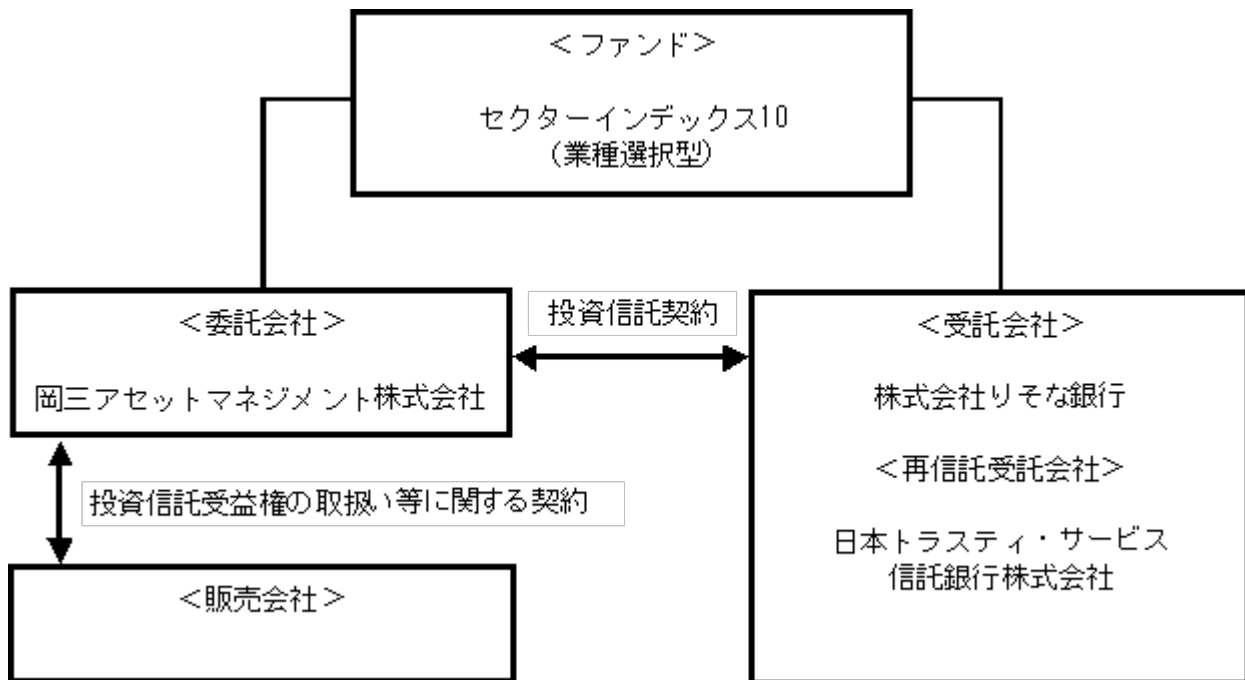 ＜ファンド＞
セクターインデックス10
（業種選択型）
＜委託会社＞
岡三アセットマネジメント株式会社
投資信託契約
＜受託会社＞
株式会社りそな銀行
＜再信託受託会社＞
日本トラスティ・サービス
信託銀行株式会社
投資信託受益権の取扱い等に関する契約
＜販売会社＞